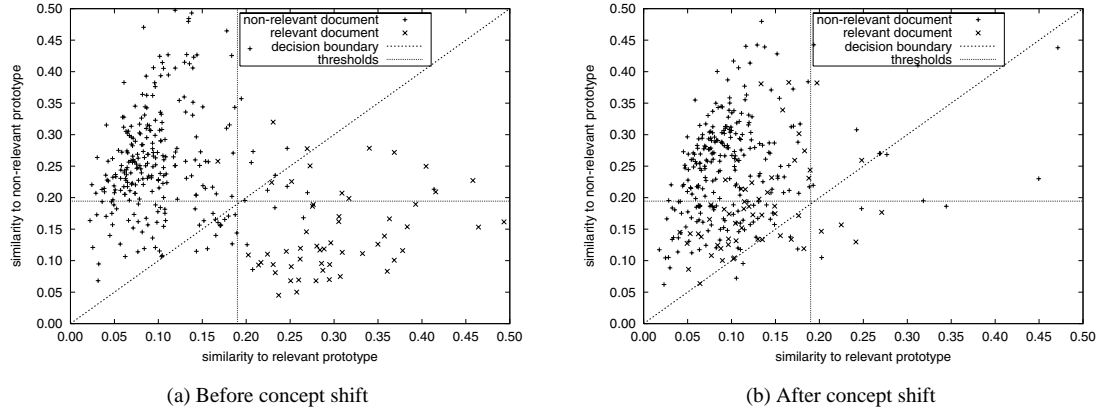 non-relevant document
relevant document
decision boundary
thresholds
0.50
0.45
0.40
0.35
0.30
0.25
0.20
0.15
0.10
0.05
0.00
similarity to non-relevant prototype
0.00 0.05 0.10 0.15 0.20 0.25 0.30 0.35 0.40 0.45 0.50
similarity to relevant prototype
(a) Before concept shift
non-relevant document
relevant document
decision boundary
thresholds
0.50
0.45
0.40
0.35
0.30
0.25
0.20
0.15
0.10
0.05
0.00
similarity to non-relevant prototype
0.00 0.05 0.10 0.15 0.20 0.25 0.30 0.35 0.40 0.45 0.50
similarity to relevant prototype
(b) After concept shift